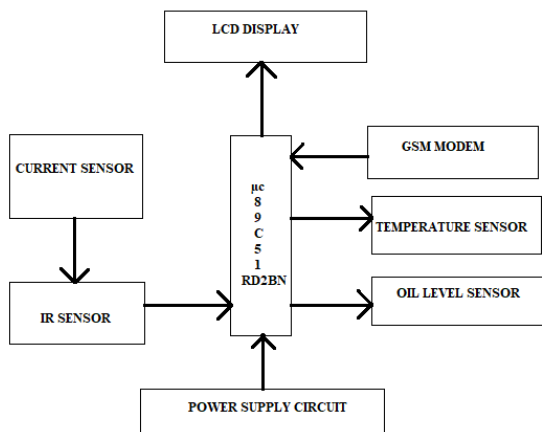 LCD DISPLAY
CURRENT SENSOR
GSM MODEM
µc
8
9
C
5
1
RD2BN
TEMPERATURE SENSOR
OIL LEVEL SENSOR
IR SENSOR
POWER SUPPLY CIRCUIT